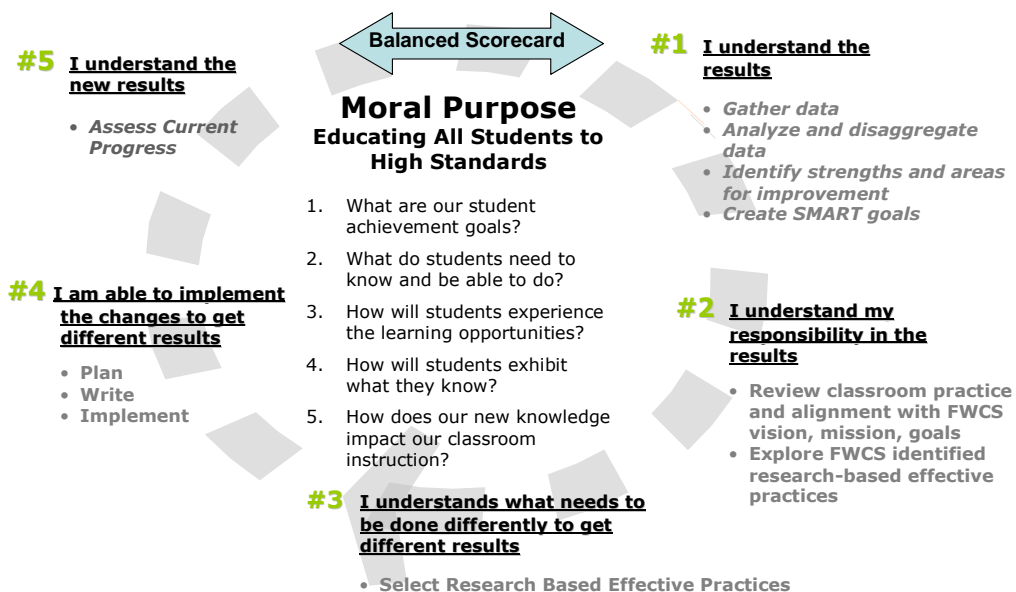 Balanced Scorecard
#1 I understand the
results
• Gather data
• Analyze and disaggregate
data
• Identify strengths and areas
for improvement
• Create SMART goals
#2 I understand my
responsibility in the
results
• Review classroom practice
and alignment with FWCS
vision, mission, goals
• Explore FWCS identified
research-based effective
practices
#3 I understands what needs to
be done differently to get
different results
• Select Research Based Effective Practices
#4 I am able to implement
the changes to get
different results
• Plan
• Write
• Implement
#5 I understand the
new results
• Assess Current
Progress
Moral Purpose
Educating All Students to
High Standards
1. What are our student
achievement goals?
2. What do students need to
know and be able to do?
3. How will students experience
the learning opportunities?
4. How will students exhibit
what they know?
5. How does our new knowledge
impact our classroom
instruction?